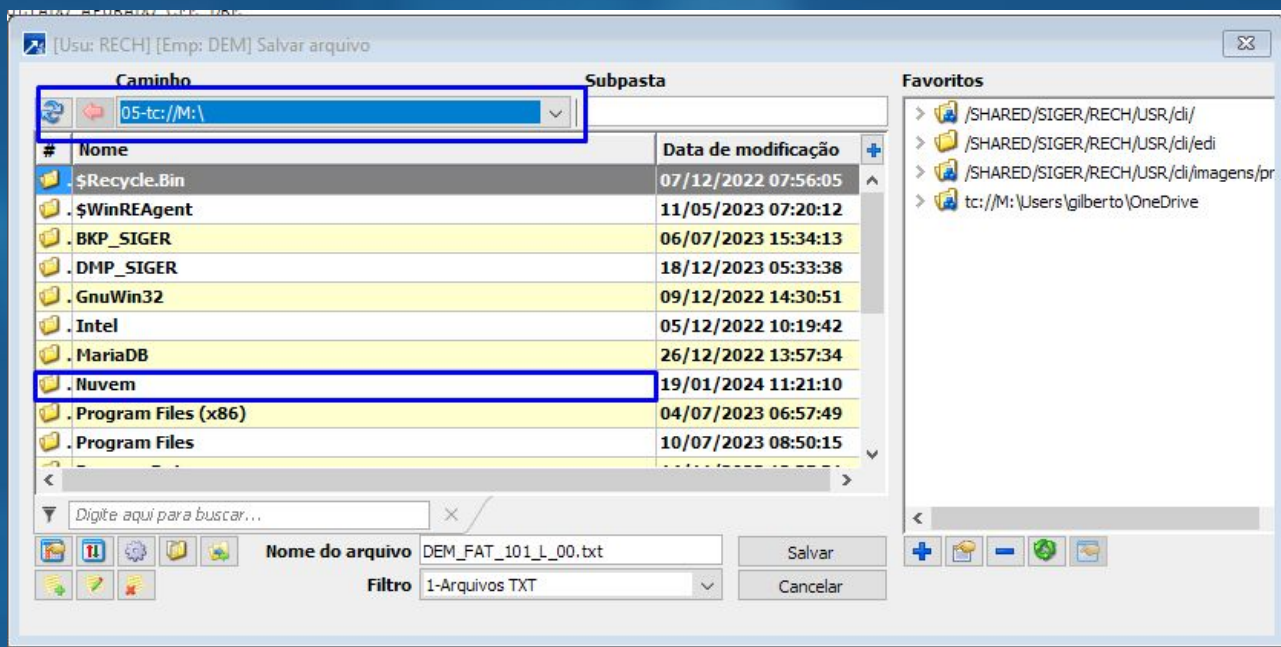 [Usu: RECH] [Emp: DEM] Salvar arquivo
Caminho
Subpasta
Favoritos
05-tc://M:\
# Nome Data de modificação
. $Recycle.Bin 07/12/2022 07:56:05
. $WinREAgent 11/05/2023 07:20:12
. BKP_SIGER 06/07/2023 15:34:13
. DMP_SIGER 18/12/2023 05:33:38
. GnuWin32 09/12/2022 14:30:51
. Intel 05/12/2022 10:19:42
. MariaDB 26/12/2022 13:57:34
. Nuvem 19/01/2024 11:21:10
. Program Files (x86) 04/07/2023 06:57:49
. Program Files 10/07/2023 08:50:15
/SHARED/SIGER/RECH/USR/cli/
/SHARED/SIGER/RECH/USR/cli/edi
/SHARED/SIGER/RECH/USR/cli/imagens/pr
tc://M:\Users\gilberto\OneDrive
Digite aqui para buscar...
Nome do arquivo DEM_FAT_101_L_00.txt Salvar
Filtro 1-Arquivos TXT Cancelar